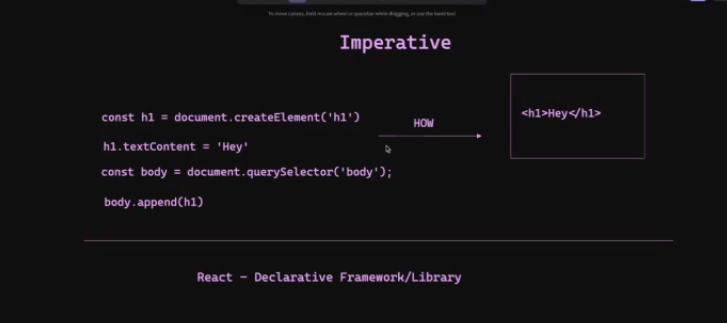 To move canvas, hold mouse wheel or spacebar while dragging, or use the hand tool
Imperative
const h1 = document.createElement('h1')
h1.textContent = 'Hey'
const body = document.querySelector('body');
body.append(h1)
HOW
<h1>Hey</h1>
React - Declarative Framework/Library